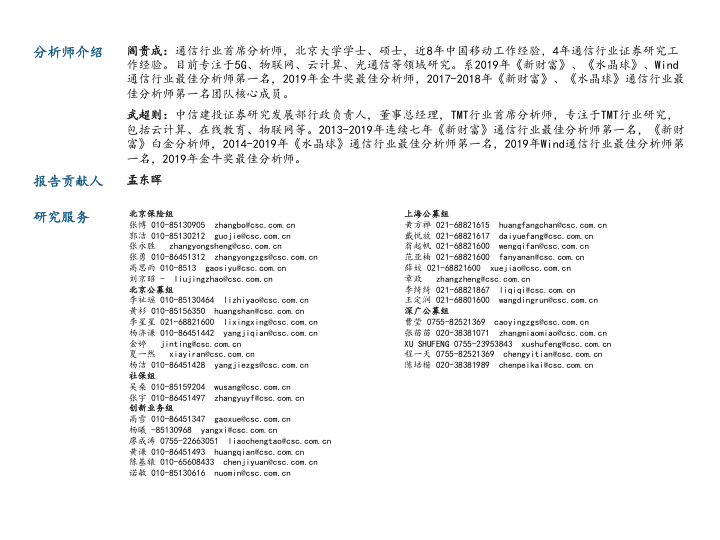 分析师介绍
阎贵成：通信行业首席分析师，北京大学学士、硕士，近8年中国移动工作经验，4年通信行业证券研究工
作经验。目前专注于5G、物联网、云计算、光通信等领域研究。系2019年《新财富》、《水晶球》、Wind
通信行业最佳分析师第一名，2019年金牛奖最佳分析师，2017-2018年《新财富》、《水晶球》通信行业最
佳分析师第一名团队核心成员。
武超则：中信建投证券研究发展部行政负责人，董事总经理，TMT行业首席分析师，专注于TMT行业研究，
包括云计算、在线教育、物联网等。2013-2019年连续七年《新财富》通信行业最佳分析师第一名，《新财
富》白金分析师，2014-2019年《水晶球》通信行业最佳分析师第一名，2019年Wind通信行业最佳分析师第
一名，2019年金牛奖最佳分析师。
报告贡献人
孟东晖
研究服务
北京保险组
张博 010-85130905 zhangbo@csc.com.cn
郭洁 010-85130212 guojie@csc.com.cn
张永胜 zhangyongsheng@csc.com.cn
张勇 010-86451312 zhangyongzgs@csc.com.cn
高思雨 010-8513 gaosiyu@csc.com.cn
刘京昭 - liujingzhao@csc.com.cn
北京公募组
李祉瑶 010-85130464 lizhiyao@csc.com.cn
黄杉 010-85156350 huangshan@csc.com.cn
李星星 021-68821600 lixingxing@csc.com.cn
杨济谦 010-86451442 yangjiqian@csc.com.cn
金婷 jinting@csc.com.cn
夏一然 xiayiran@csc.com.cn
杨洁 010-86451428 yangjiezgs@csc.com.cn
社保组
吴桑 010-85159204 wusang@csc.com.cn
张宇 010-86451497 zhangyuyf@csc.com.cn
创新业务组
高雪 010-86451347 gaoxue@csc.com.cn
杨曦 -85130968 yangxi@csc.com.cn
廖成涛 0755-22663051 liaochengtao@csc.com.cn
黄谦 010-86451493 huangqian@csc.com.cn
陈基辕 010-65608433 chenjiyuan@csc.com.cn
诺敏 010-85130616 nuomin@csc.com.cn
上海公募组
黄方禅 021-68821615 huangfangchan@csc.com.cn
戴悦放 021-68821617 daiyuefang@csc.com.cn
翁起帆 021-68821600 wengqifan@csc.com.cn
范亚楠 021-68821600 fanyanan@csc.com.cn
薛姣 021-68821600 xuejiao@csc.com.cn
章政 zhangzheng@csc.com.cn
李绮绮 021-68821867 liqiqi@csc.com.cn
王定润 021-68801600 wangdingrun@csc.com.cn
深广公募组
曹莹 0755-82521369 caoyingzgs@csc.com.cn
张苗苗 020-38381071 zhangmiaomiao@csc.com.cn
XU SHUFENG 0755-23953843 xushufeng@csc.com.cn
程一天 0755-82521369 chengyitian@csc.com.cn
陈培楷 020-38381989 chenpeikai@csc.com.cn